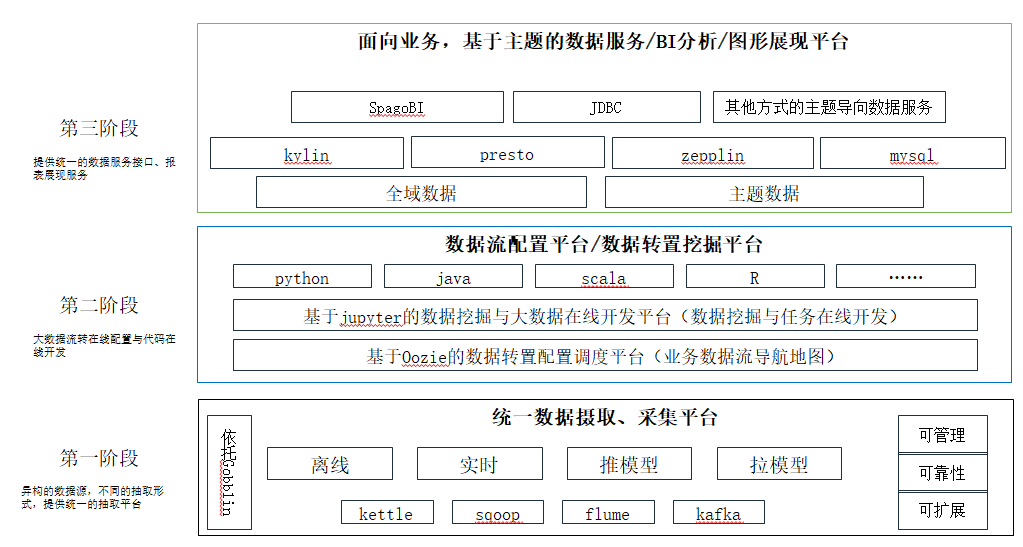 面向业务，基于主题的数据服务/BI分析/图形展现平台
SpagoBI
JDBC
其他方式的主题导向数据服务
第三阶段
提供统一的数据服务接口、报
表展现服务
kylin
presto
zepplin
mysql
全域数据
主题数据
数据流配置平台/数据转置挖掘平台
python
java
scala
R
……
第二阶段
大数据流转在线配置与代码在
线开发
基于jupyter的数据挖掘与大数据在线开发平台（数据挖掘与任务在线开发）
基于Oozie的数据转置配置调度平台（业务数据流导航地图）
统一数据摄取、采集平台
依托Gobblin
第一阶段
异构的数据源，不同的抽取形
式，提供统一的抽取平台
离线
实时
推模型
拉模型
kettle
sqoop
flume
kafka
可管理
可靠性
可扩展